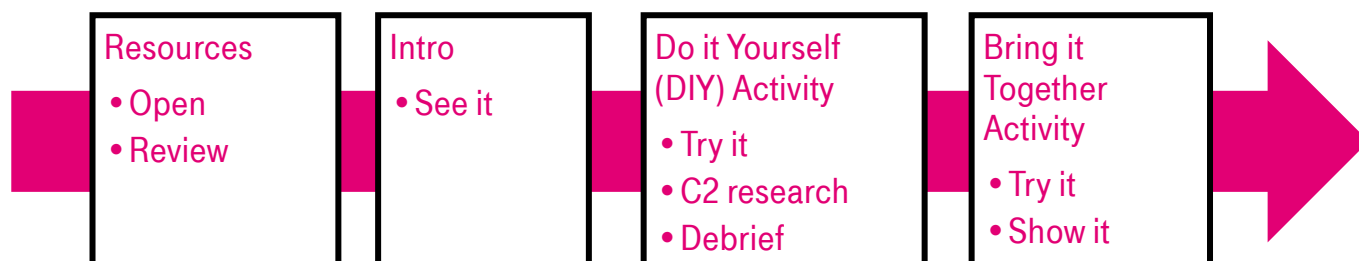 Resources
• Open
• Review
Intro
• See it
Do it Yourself
(DIY) Activity
• Try it
• C2 research
• Debrief
Bring it
Together
Activity
• Try it
• Show it